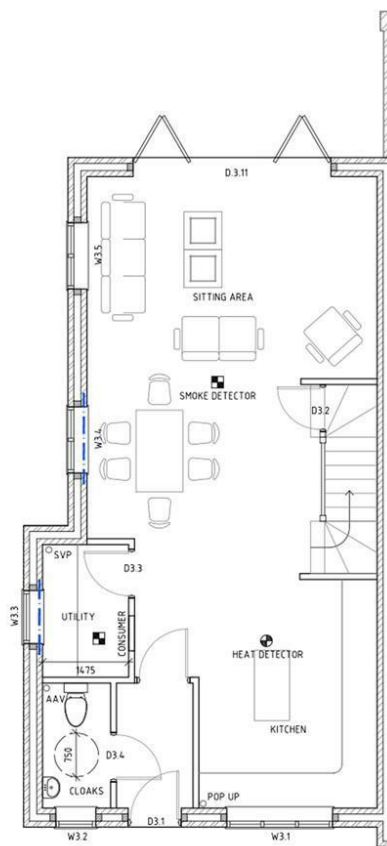 D.3.11
W3.5
SITTING AREA
SMOKE DETECTOR
D3.2
W3.4
SVP
D3.3
W3.3
UTILITY
CONSUMER
HEAT DETECTOR
1475
AAV
KITCHEN
750
D3.4
CLOAKS
POP UP
W3.2
D3.1
W3.1